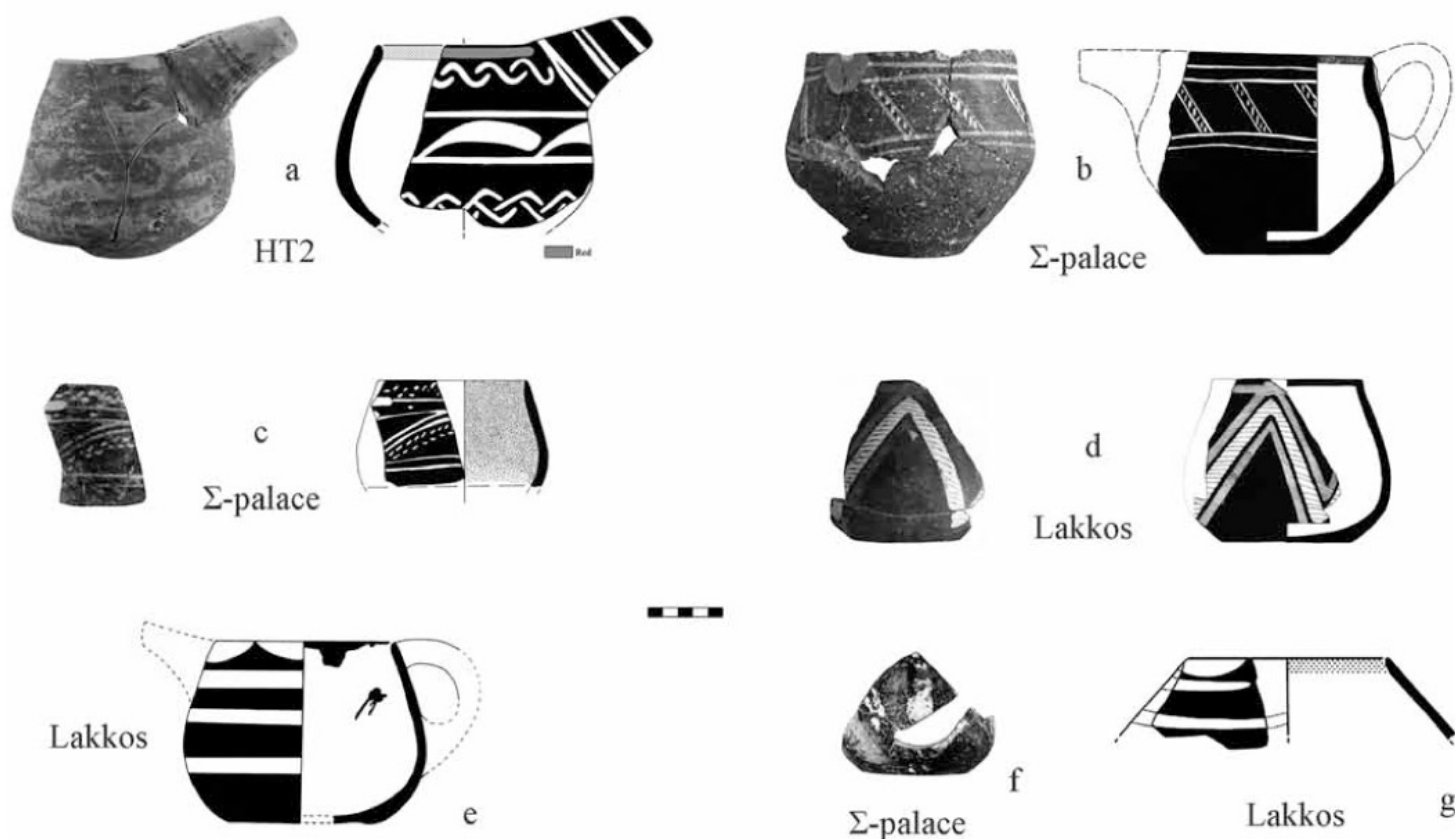 a
HT2
Red
b
Σ-palace
c
Σ-palace
d
Lakkos
Lakkos
e
f
Σ-palace
g
Lakkos